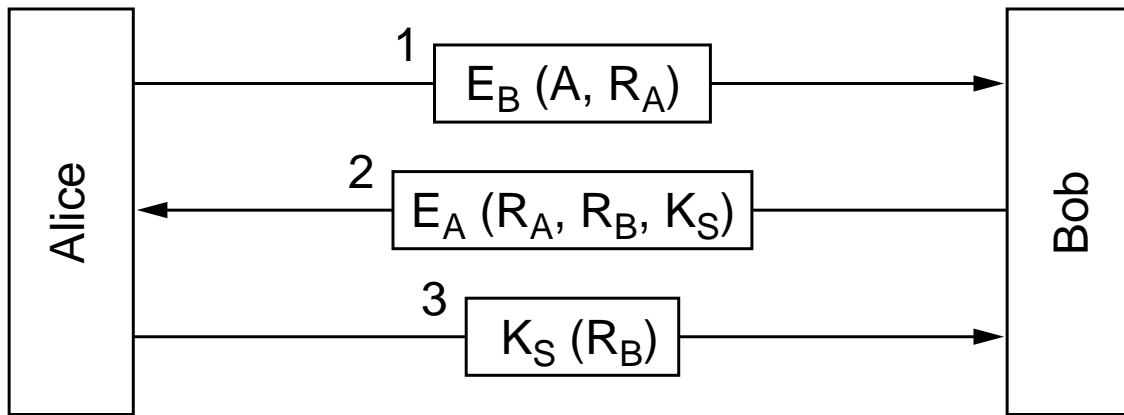 Alice
1
E_B (A, R_A)
2
E_A (R_A, R_B, K_S)
3
K_S (R_B)
Bob